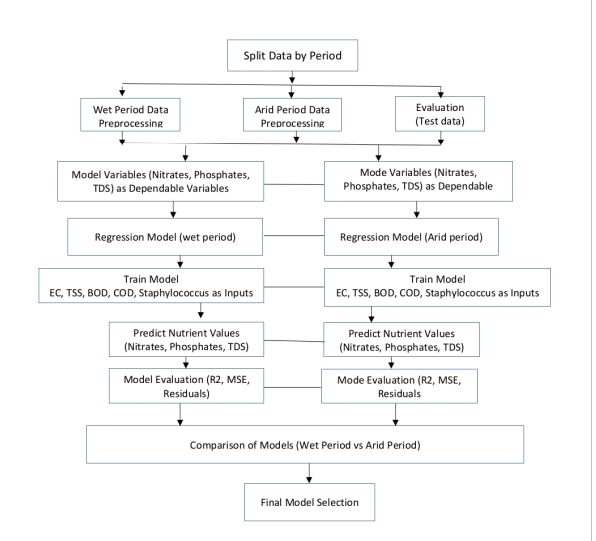 Split Data by Period
Wet Period Data
Preprocessing
Arid Period Data
Preprocessing
Evaluation
(Test data)
Model Variables (Nitrates, Phosphates,
TDS) as Dependable Variables
Mode Variables (Nitrates,
Phosphates, TDS) as Dependable
Regression Model (wet period)
Regression Model (Arid period)
Train Model
EC, TSS, BOD, COD, Staphylococcus as Inputs
Train Model
EC, TSS, BOD, COD, Staphylococcus as Inputs
Predict Nutrient Values
(Nitrates, Phosphates, TDS)
Predict Nutrient Values
(Nitrates, Phosphates, TDS)
Model Evaluation (R2, MSE,
Residuals)
Mode Evaluation (R2, MSE,
Residuals
Comparison of Models (Wet Period vs Arid Period)
Final Model Selection